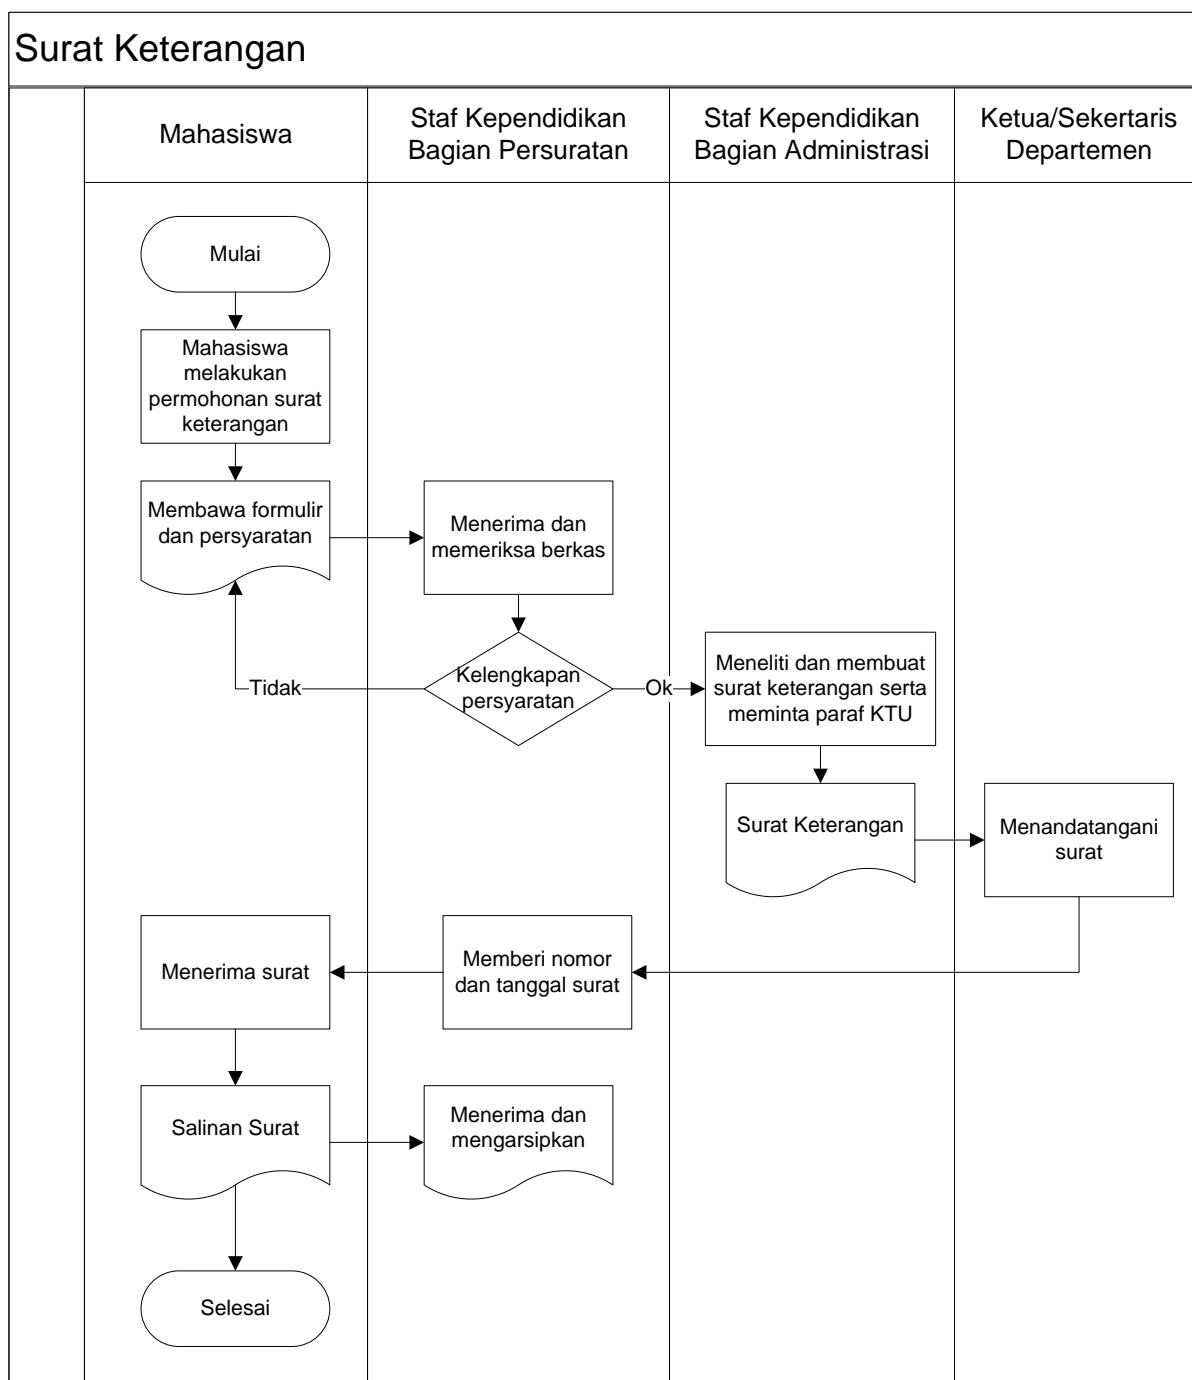 Surat Keterangan
Mahasiswa
Staf Kependidikan
Bagian Persuratan
Staf Kependidikan
Bagian Administrasi
Ketua/Sekertaris
Departemen
Mulai
Mahasiswa
melakukan
permohonan surat
keterangan
Membawa formulir
dan persyaratan
Menerima dan
memeriksa berkas
Kelengkapan
persyaratan
Tidak
Ok
Meneliti dan membuat
surat keterangan serta
meminta paraf KTU
Surat Keterangan
Menandatangani
surat
Memberi nomor
dan tanggal surat
Menerima surat
Salinan Surat
Menerima dan
mengarsipkan
Selesai